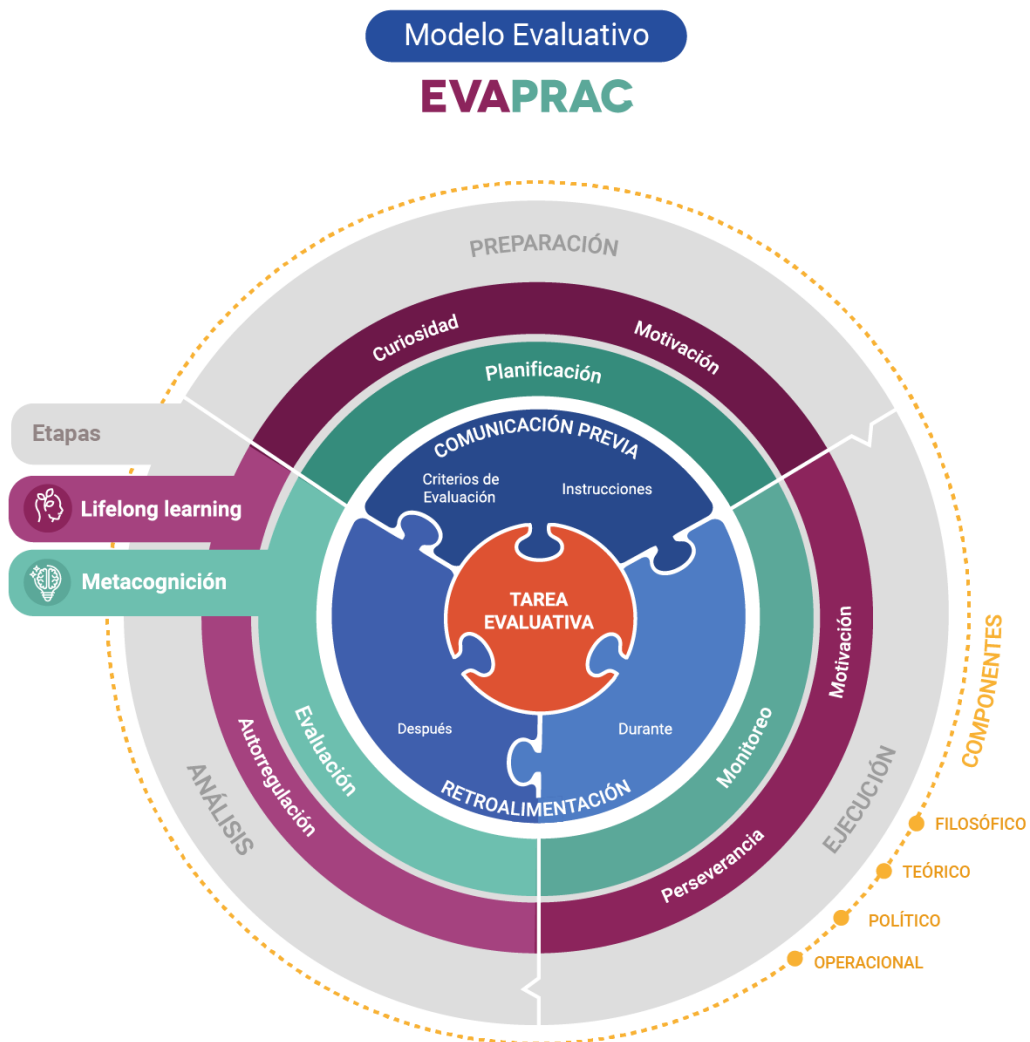 Modelo Evaluativo
EVAPRAC
PREPARACIÓN
Curiosidad
Motivación
Planificación
COMUNICACIÓN PREVIA
Criterios de
Evaluación
Instrucciones
Etapas
Lifelong learning
Metacognición
TAREA
EVALUATIVA
Motivación
COMPONENTES
Después
Durante
Monitoreo
Evaluación
Autorregulación
RETROALIMENTACIÓN
ANÁLISIS
EJECUCIÓN
Perseverancia
FILOSÓFICO
TEÓRICO
POLÍTICO
OPERACIONAL